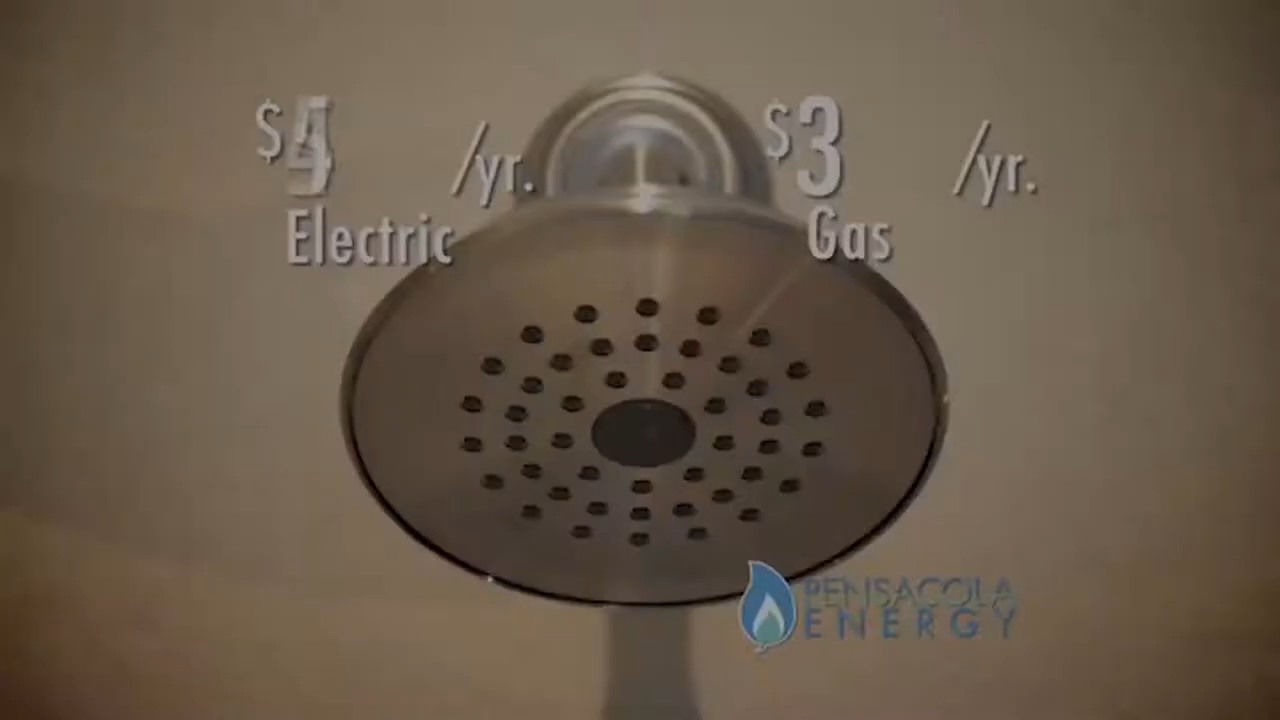 $ /yr.
Electric
$3 /yr.
Gas
PENSACOLA
ENERGY